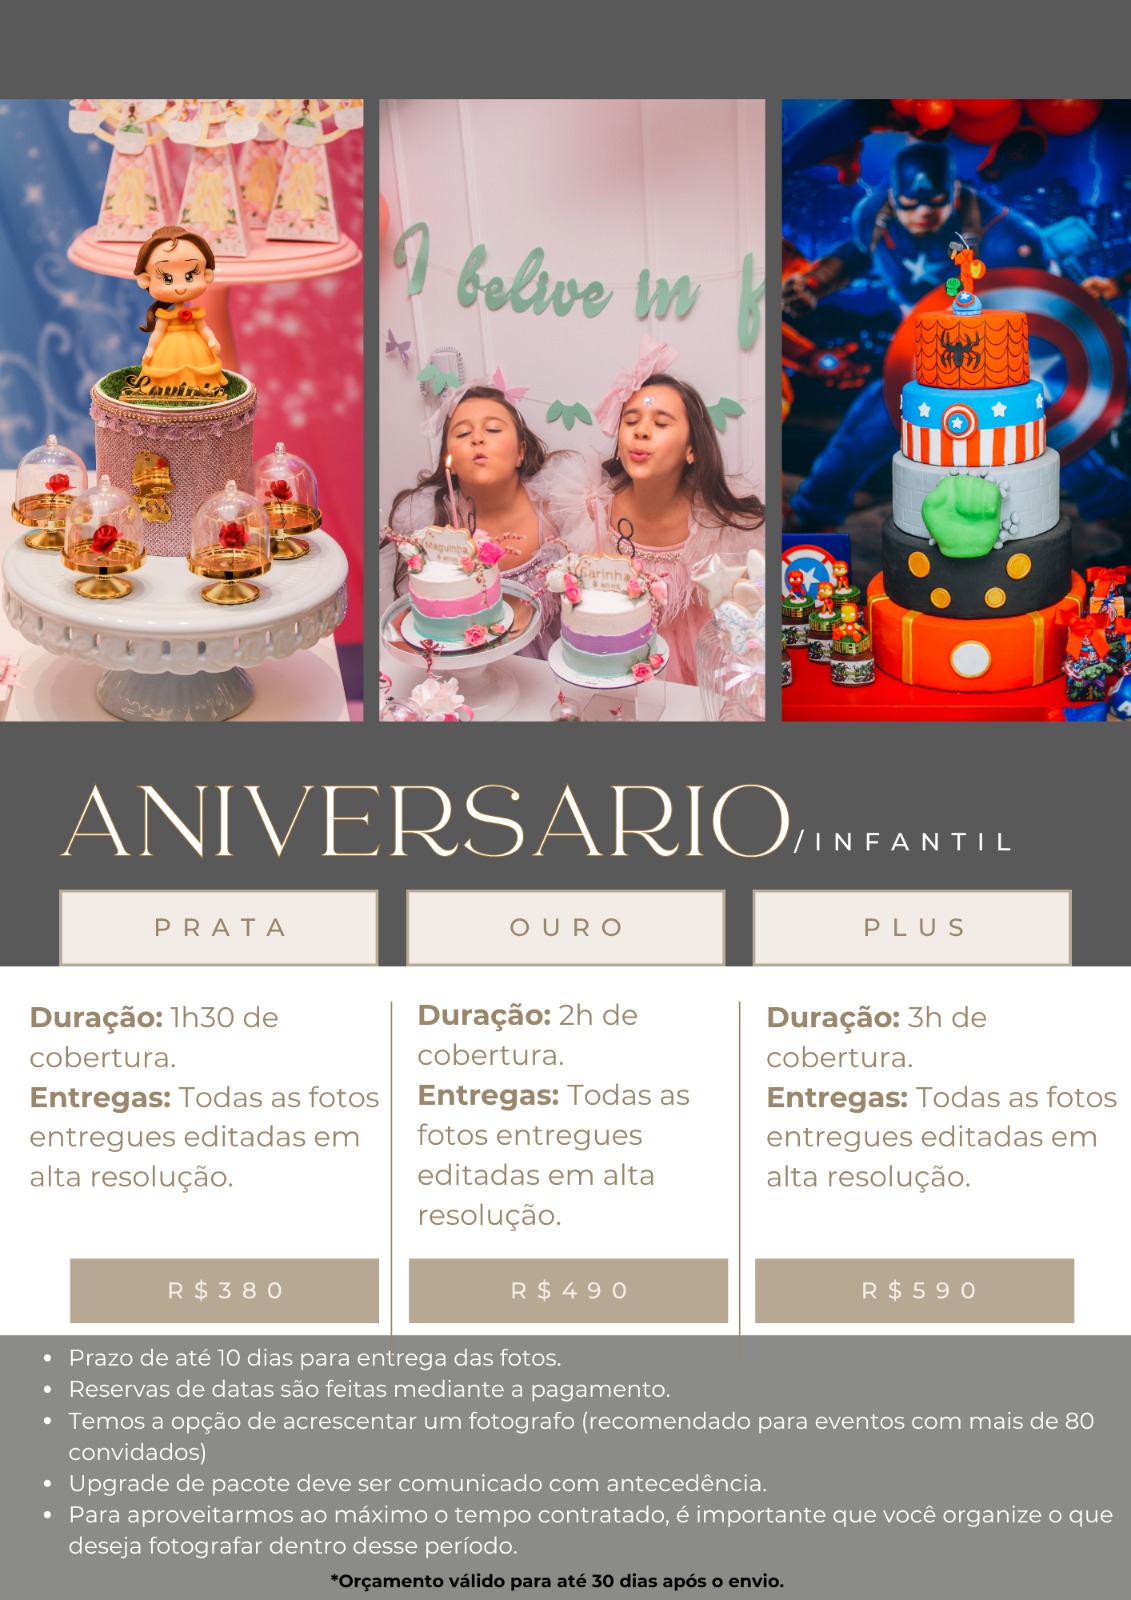 I belive in f
Lavinia
Maguinha
Sarinha
8 anos
ANIVERSARIO/INFANTIL
PRATA
OURO
PLUS
Duração: 1h30 de
cobertura.
Entregas: Todas as fotos
entregues editadas em
alta resolução.
R$380
Duração: 2h de
cobertura.
Entregas: Todas as
fotos entregues
editadas em alta
resolução.
R$490
Duração: 3h de
cobertura.
Entregas: Todas as fotos
entregues editadas em
alta resolução.
R$590
• Prazo de até 10 dias para entrega das fotos.
• Reservas de datas são feitas mediante a pagamento.
• Temos a opção de acrescentar um fotografo (recomendado para eventos com mais de 80
convidados)
• Upgrade de pacote deve ser comunicado com antecedência.
• Para aproveitarmos ao máximo o tempo contratado, é importante que você organize o que
deseja fotografar dentro desse período.
*Orçamento válido para até 30 dias após o envio.